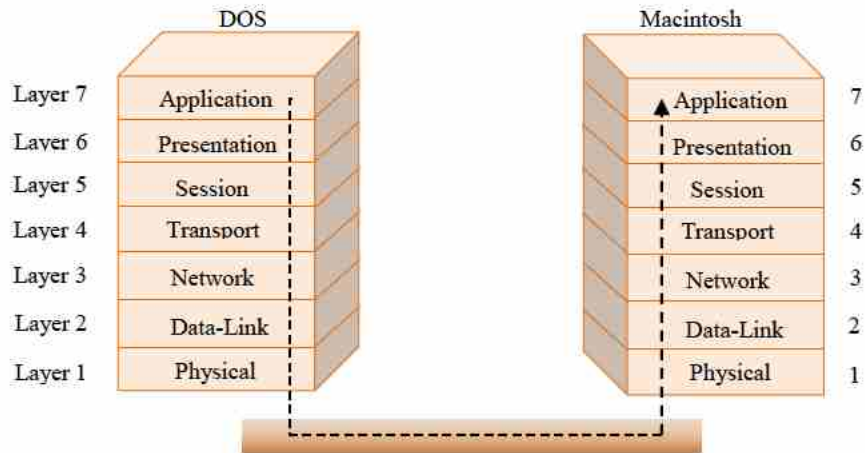 DOS Macintosh
Layer 7 Application Application 7
Laver 6 Presentation Presentation 6
Layer 5 Session Session 5
Layer 4 Transport Transport 4
Layer 3 Network Network 3
Layer 2 Data-Link Data-Link 2
Layer 1 Physical Physical 1